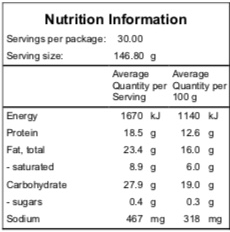 Nutrition Information
Servings per package: 30.00
Serving size: 146.80 g
Average Quantity per Serving Average Quantity per 100 g
Energy 1670 kJ 1140 kJ
Protein 18.5 g 12.6 g
Fat, total 23.4 g 16.0 g
- saturated 8.9 g 6.0 g
Carbohydrate 27.9 g 19.0 g
- sugars 0.4 g 0.3 g
Sodium 467 mg 318 mg